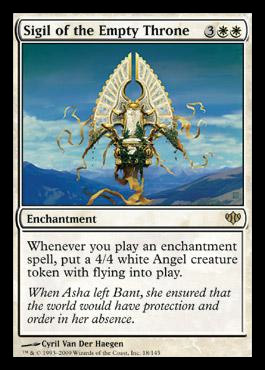 Sigil of the Empty Throne 3
Enchantment
Whenever you play an enchantment
spell, put a 4/4 white Angel creature
token with flying into play.
When Asha left Bant, she ensured that
the world would have protection and
order in her absence.
Cyril Van Der Haegen
™ & © 1993–2009 Wizards of the Coast, Inc. 18/145